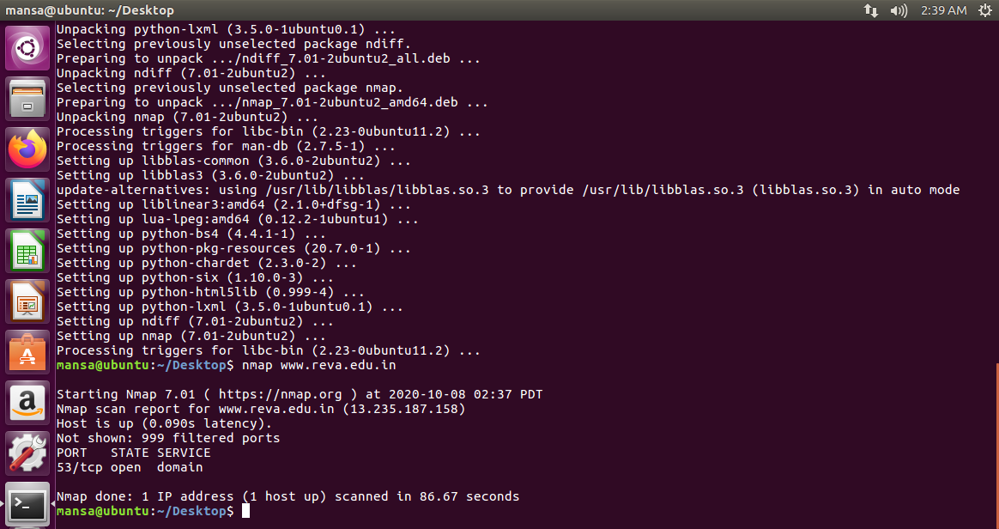 mansa@ubuntu: ~/Desktop
2:39 AM
Unpacking python-lxml (3.5.0-1ubuntu0.1) ...
Selecting previously unselected package ndiff.
Preparing to unpack .../ndiff_7.01-2ubuntu2_all.deb ...
Unpacking ndiff (7.01-2ubuntu2) ...
Selecting previously unselected package nmap.
Preparing to unpack .../nmap_7.01-2ubuntu2_amd64.deb ...
Unpacking nmap (7.01-2ubuntu2) ...
Processing triggers for libc-bin (2.23-0ubuntu11.2) ...
Processing triggers for man-db (2.7.5-1) ...
Setting up libblas-common (3.6.0-2ubuntu2) ...
Setting up libblas3 (3.6.0-2ubuntu2) ...
update-alternatives: using /usr/lib/libblas/libblas.so.3 to provide /usr/lib/libblas.so.3 (libblas.so.3) in auto mode
Setting up liblinear3:amd64 (2.1.0+dfsg-1) ...
Setting up lua-lpeg:amd64 (0.12.2-1ubuntu1) ...
Setting up python-bs4 (4.4.1-1) ...
Setting up python-pkg-resources (20.7.0-1) ...
Setting up python-chardet (2.3.0-2) ...
Setting up python-six (1.10.0-3) ...
Setting up python-html5lib (0.999-4) ...
Setting up python-lxml (3.5.0-1ubuntu0.1) ...
Setting up ndiff (7.01-2ubuntu2) ...
Setting up nmap (7.01-2ubuntu2) ...
Processing triggers for libc-bin (2.23-0ubuntu11.2) ...
mansa@ubuntu:~/Desktop$ nmap www.reva.edu.in

Starting Nmap 7.01 ( https://nmap.org ) at 2020-10-08 02:37 PDT
Nmap scan report for www.reva.edu.in (13.235.187.158)
Host is up (0.090s latency).
Not shown: 999 filtered ports
PORT   STATE SERVICE
53/tcp open  domain

Nmap done: 1 IP address (1 host up) scanned in 86.67 seconds
mansa@ubuntu:~/Desktop$